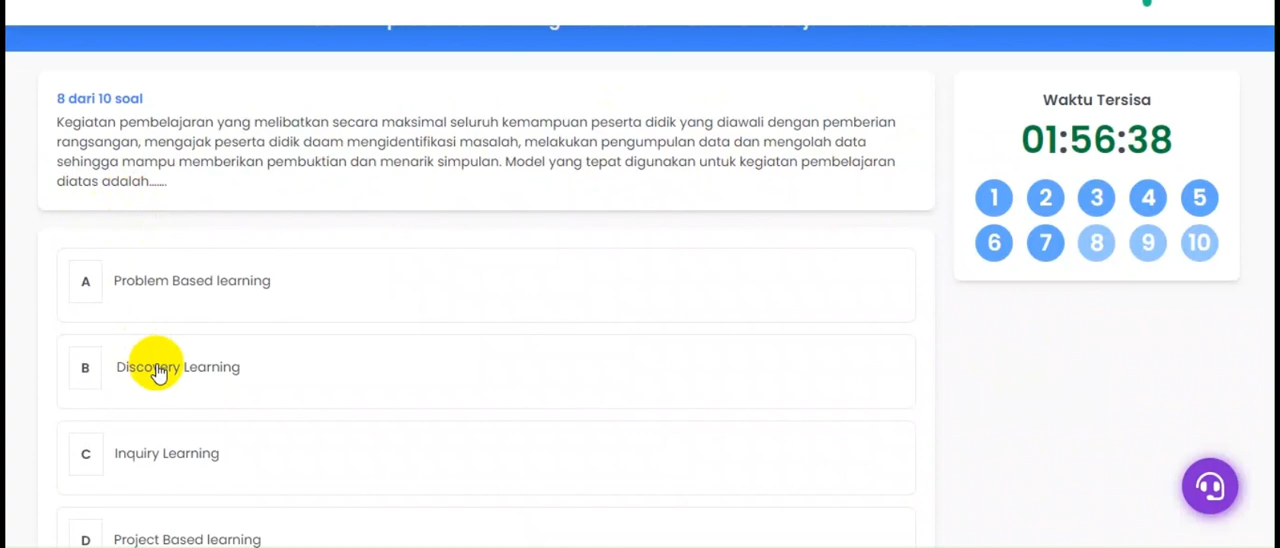 8 dari 10 soal
Kegiatan pembelajaran yang melibatkan secara maksimal seluruh kemampuan peserta didik yang diawali dengan pemberian
rangsangan, mengajak peserta didik daam mengidentifikasi masalah, melakukan pengumpulan data dan mengolah data
sehingga mampu memberikan pembuktian dan menarik simpulan. Model yang tepat digunakan untuk kegiatan pembelajaran
diatas adalah.......
A Problem Based learning
B Discovery Learning
C Inquiry Learning
D Project Based learning
Waktu Tersisa
01:56:38
1 2 3 4 5
6 7 8 9 10